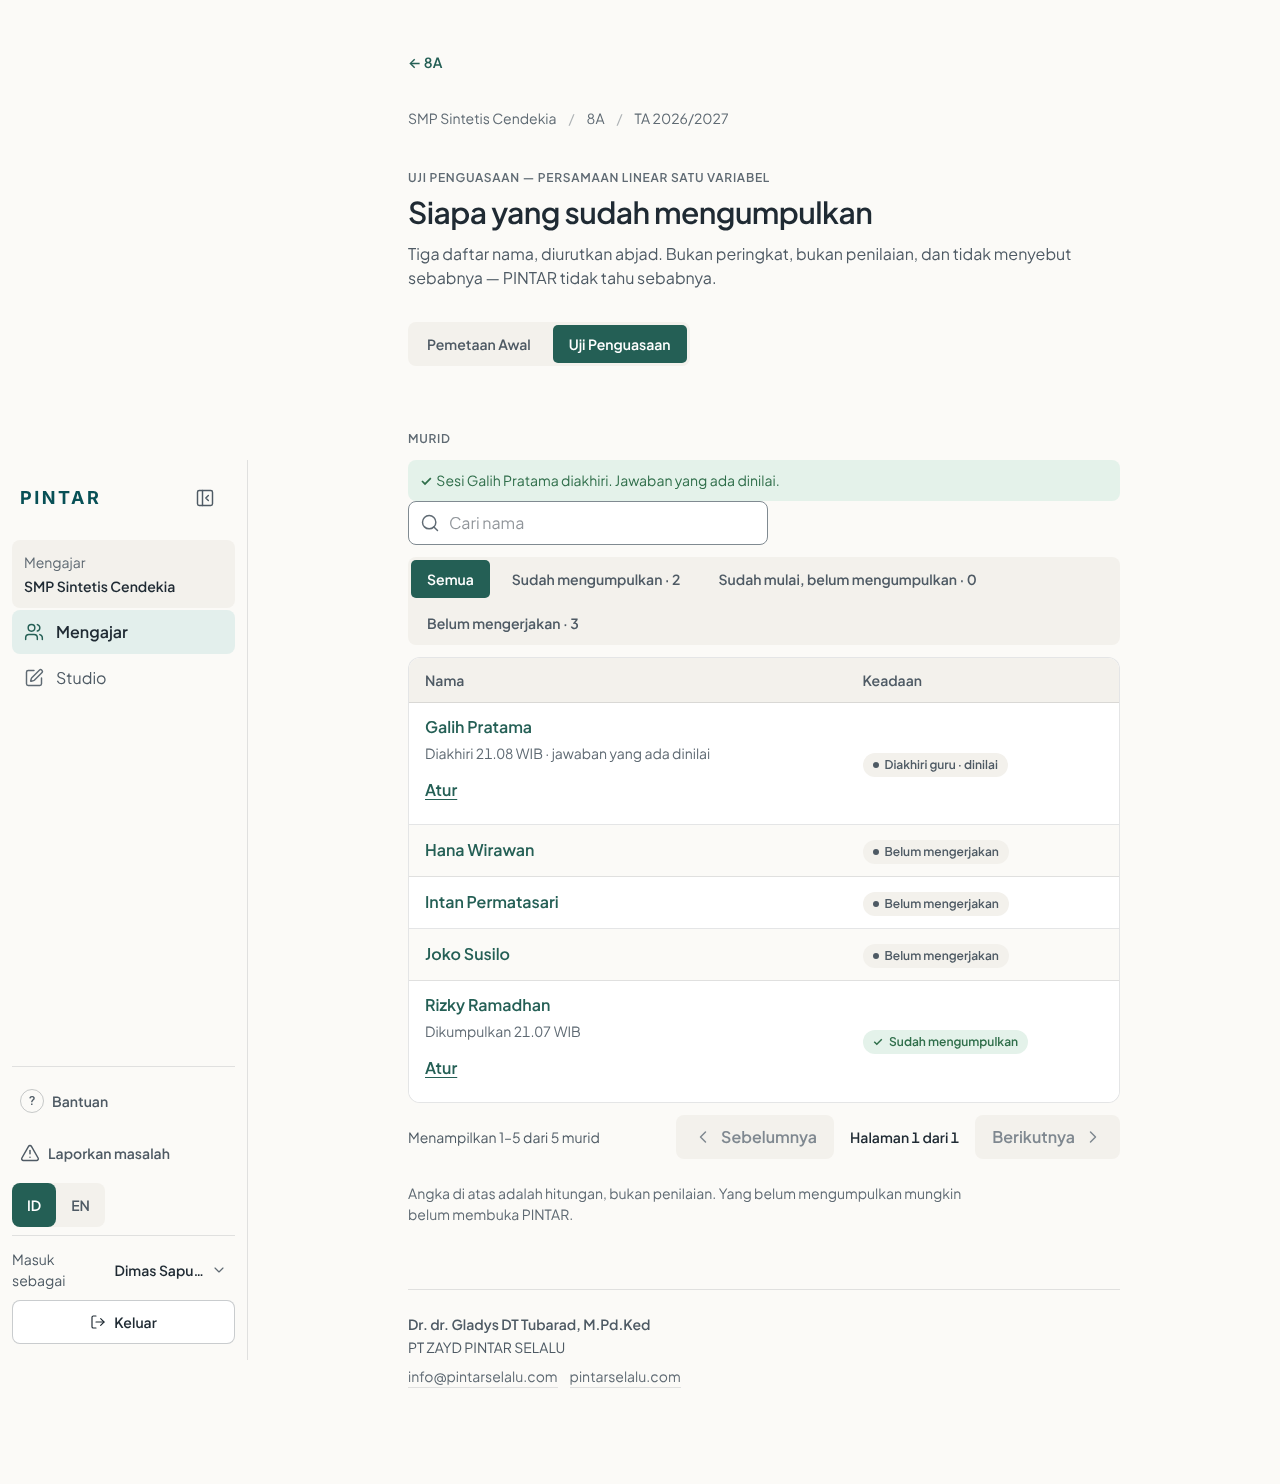 ← 8A
SMP Sintetis Cendekia / 8A / TA 2026/2027
UJI PENGUASAAN — PERSAMAAN LINEAR SATU VARIABEL
Siapa yang sudah mengumpulkan
Tiga daftar nama, diurutkan abjad. Bukan peringkat, bukan penilaian, dan tidak menyebut
sebabnya — PINTAR tidak tahu sebabnya.
Pemetaan Awal
Uji Penguasaan
MURID
Sesi Galih Pratama diakhiri. Jawaban yang ada dinilai.
Cari nama
Semua
Sudah mengumpulkan · 2
Sudah mulai, belum mengumpulkan · 0
Belum mengerjakan · 3
Nama
Keadaan
Galih Pratama
Diakhiri 21.08 WIB · jawaban yang ada dinilai
Atur
Diakhiri guru · dinilai
Hana Wirawan
Belum mengerjakan
Intan Permatasari
Belum mengerjakan
Joko Susilo
Belum mengerjakan
Rizky Ramadhan
Dikumpulkan 21.07 WIB
Atur
Sudah mengumpulkan
Menampilkan 1–5 dari 5 murid
Sebelumnya
Halaman 1 dari 1
Berikutnya
Angka di atas adalah hitungan, bukan penilaian. Yang belum mengumpulkan mungkin
belum membuka PINTAR.
Dr. dr. Gladys DT Tubarad, M.Pd.Ked
PT ZAYD PINTAR SELALU
info@pintarselalu.com
pintarselalu.com
PINTAR
Mengajar
SMP Sintetis Cendekia
Mengajar
Studio
? Bantuan
Laporkan masalah
ID
EN
Masuk
sebagai
Dimas Sapu…
Keluar